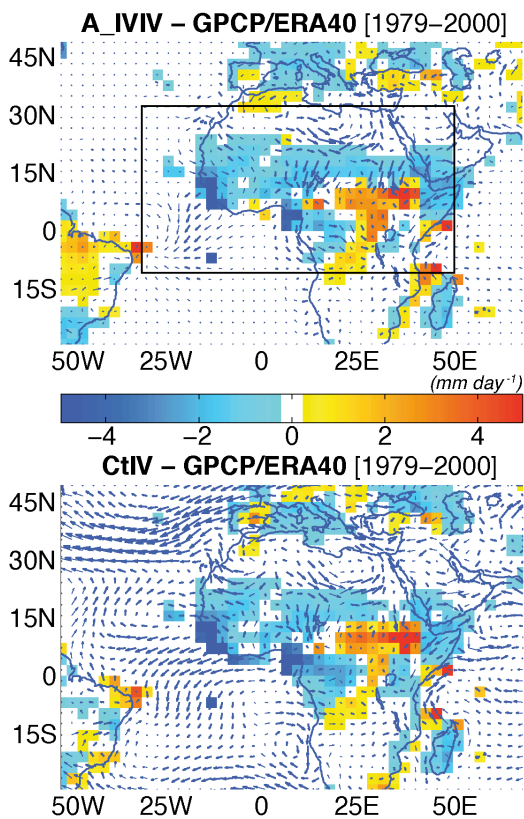 A_IVIV – GPCP/ERA40 [1979–2000]
45N
30N
15N
0
15S
50W 25W 0 25E 50E
(mm day-1)
−4 −2 0 2 4
CtIV – GPCP/ERA40 [1979–2000]
45N
30N
15N
0
15S
50W 25W 0 25E 50E